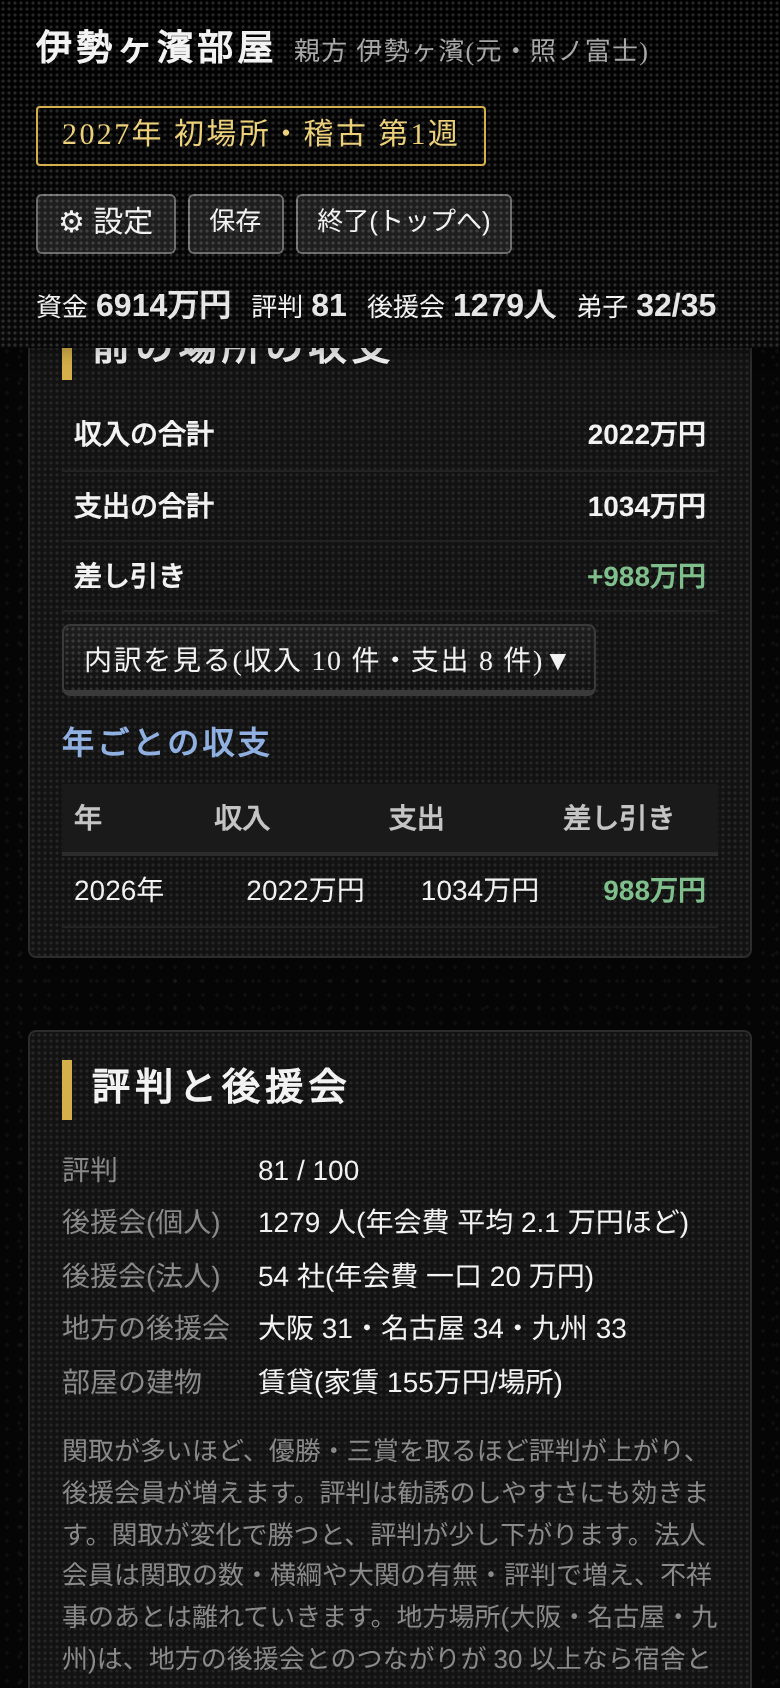 伊勢ヶ濱部屋 親方 伊勢ヶ濱(元・照ノ富士)
2027年 初場所・稽古 第1週
⚙ 設定 保存 終了(トップへ)
資金 6914万円 評判 81 後援会 1279人 弟子 32/35
前の場所の収支
収入の合計 2022万円
支出の合計 1034万円
差し引き +988万円
内訳を見る(収入 10 件・支出 8 件)▼
年ごとの収支
年 収入 支出 差し引き
2026年 2022万円 1034万円 988万円
評判と後援会
評判 81 / 100
後援会(個人) 1279 人(年会費 平均 2.1 万円ほど)
後援会(法人) 54 社(年会費 一口 20 万円)
地方の後援会 大阪 31・名古屋 34・九州 33
部屋の建物 賃貸(家賃 155万円/場所)
関取が多いほど、優勝・三賞を取るほど評判が上がり、
後援会員が増えます。評判は勧誘のしやすさにも効きま
す。関取が変化で勝つと、評判が少し下がります。法人
会員は関取の数・横綱や大関の有無・評判で増え、不祥
事のあとは離れていきます。地方場所(大阪・名古屋・九
州)は、地方の後援会とのつながりが 30 以上なら宿舎と